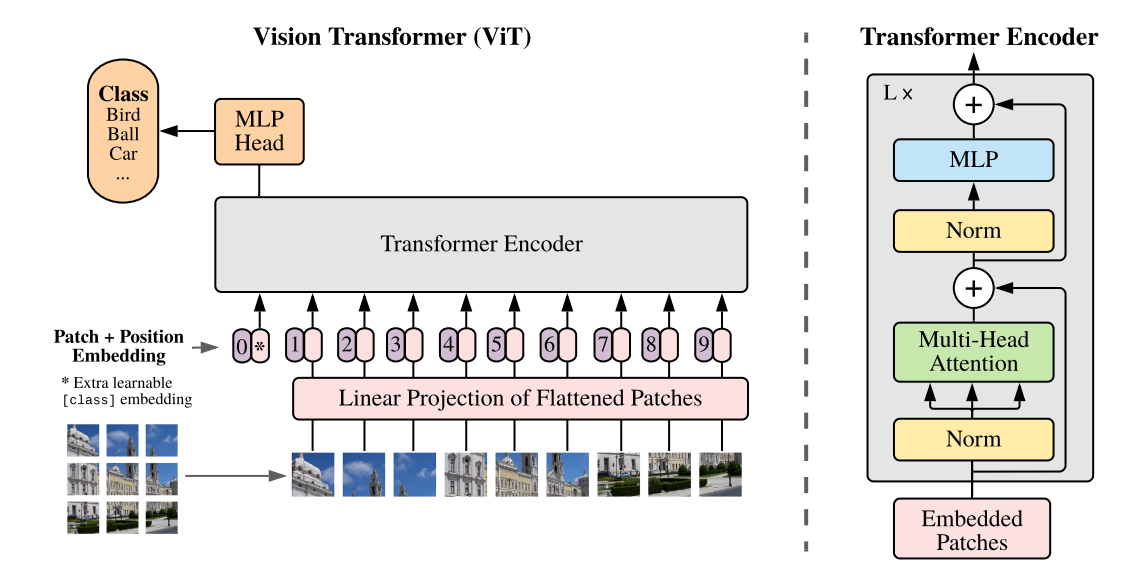 Vision Transformer (ViT)
Class
Bird
Ball
Car
...
MLP
Head
Transformer Encoder
Patch + Position
Embedding
* Extra learnable
[class] embedding
0 * 1 2 3 4 5 6 7 8 9
Linear Projection of Flattened Patches
Transformer Encoder
L x
+
MLP
Norm
+
Multi-Head
Attention
Norm
Embedded
Patches